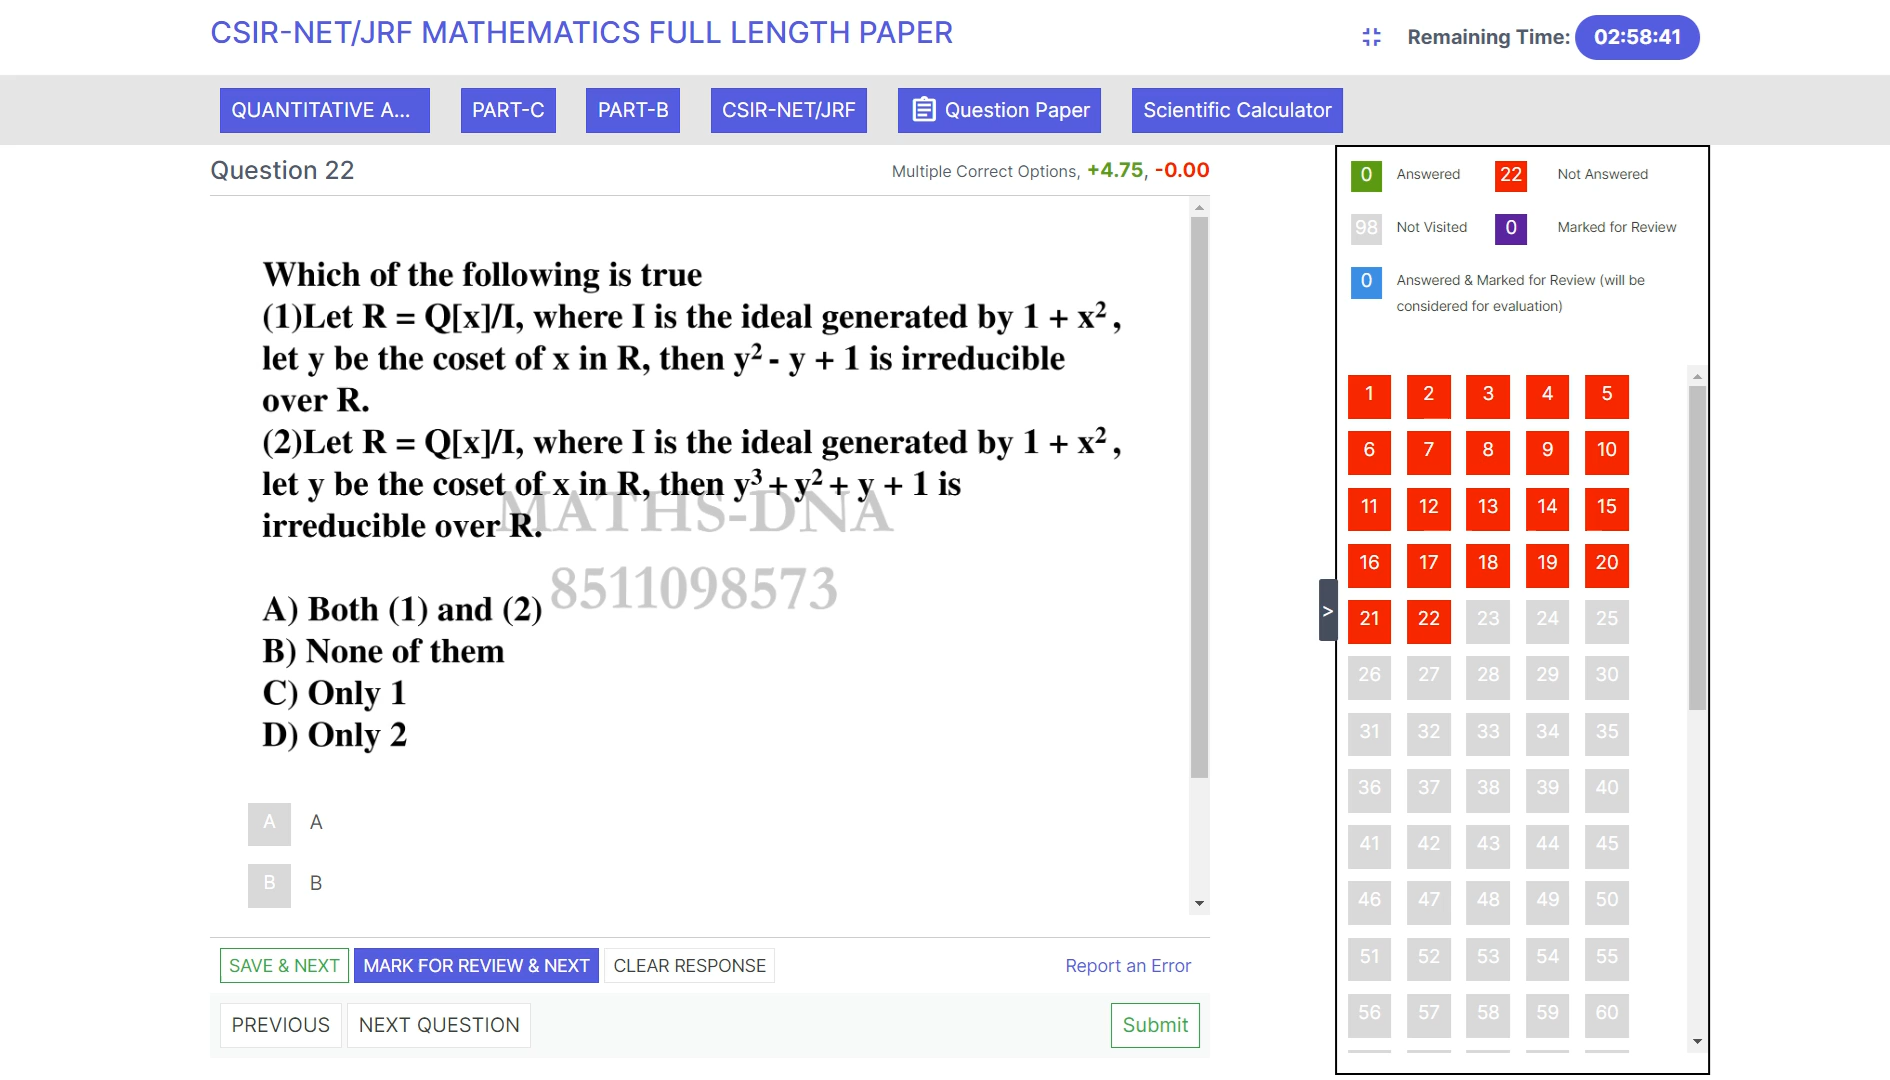 CSIR-NET/JRF MATHEMATICS FULL LENGTH PAPER
Remaining Time: 02:58:41
QUANTITATIVE A... PART-C PART-B CSIR-NET/JRF Question Paper Scientific Calculator
Question 22
Multiple Correct Options, +4.75, -0.00
Which of the following is true
(1)Let R = Q[x]/I, where I is the ideal generated by 1 + x²,
let y be the coset of x in R, then y² - y + 1 is irreducible
over R.
(2)Let R = Q[x]/I, where I is the ideal generated by 1 + x²,
let y be the coset of x in R, then y³ + y² + y + 1 is
irreducible over R.
MATHS-DNA
8511098573
A) Both (1) and (2)
B) None of them
C) Only 1
D) Only 2
A A
B B
SAVE & NEXT MARK FOR REVIEW & NEXT CLEAR RESPONSE Report an Error
PREVIOUS NEXT QUESTION Submit
0 Answered 22 Not Answered
98 Not Visited 0 Marked for Review
0 Answered & Marked for Review (will be
considered for evaluation)
>
1 2 3 4 5
6 7 8 9 10
11 12 13 14 15
16 17 18 19 20
21 22 23 24 25
26 27 28 29 30
31 32 33 34 35
36 37 38 39 40
41 42 43 44 45
46 47 48 49 50
51 52 53 54 55
56 57 58 59 60